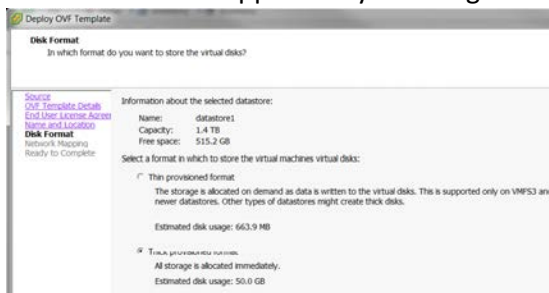 Deploy OVF Template
Disk Format
In which format do you want to store the virtual disks?
Source
OVF Template Details
End User License Agreem
Name and Location
Disk Format
Network Mapping
Ready to Complete
Information about the selected datastore:
Name: datastore1
Capacity: 1.4 TB
Free space: 515.2 GB
Select a format in which to store the virtual machines virtual disks:
Thin provisioned format
The storage is allocated on demand as data is written to the virtual disks. This is supported only on VMFS3 and
newer datastores. Other types of datastores might create thick disks.
Estimated disk usage: 663.9 MB
Thick provisioned format
All storage is allocated immediately.
Estimated disk usage: 50.0 GB